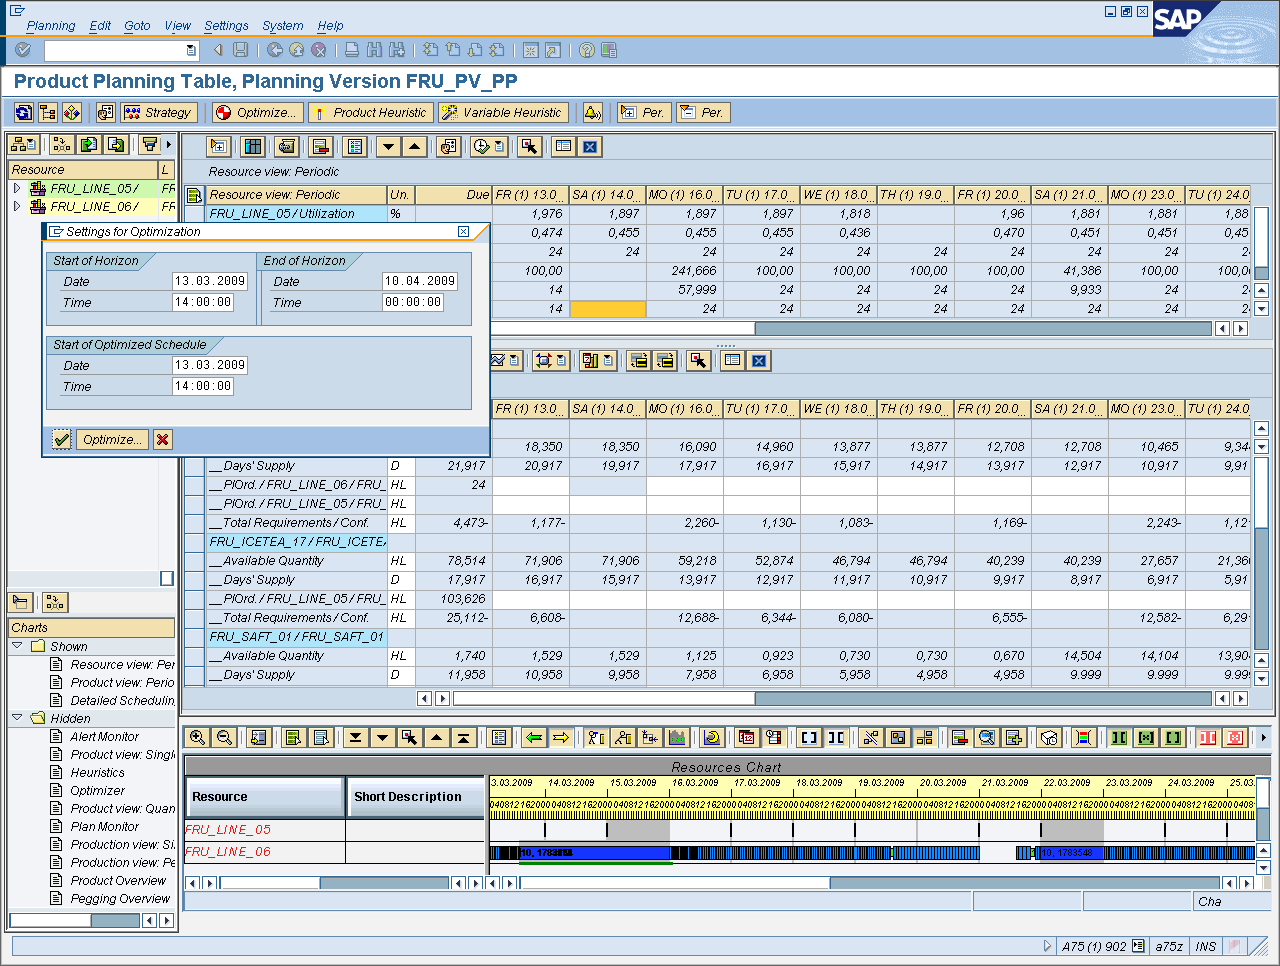 Planning Edit Goto View Settings System Help
SAP
Product Planning Table, Planning Version FRU_PV_PP
Strategy Optimize... Product Heuristic Variable Heuristic Per. Per.
Resource L
FRU_LINE_05/ FR
FRU_LINE_06/ FR
Resource view: Periodic
Resource view: Periodic Un. Due FR (1) 13.0... SA (1) 14.0... MO (1) 16.0... TU (1) 17.0... WE (1) 18.0... TH (1) 19.0... FR (1) 20.0... SA (1) 21.0... MO (1) 23.0... TU (1) 24.0
FRU_LINE_05/Utilization % 1,976 1,897 1,897 1,897 1,818 1,96 1,881 1,881 1,88
0,474 0,455 0,455 0,455 0,436 0,470 0,451 0,451 0,45
24 24 24 24 24 24 24 24 24 24
100,00 241,666 100,00 100,00 100,00 100,00 41,386 100,00 100,0
14 57,999 24 24 24 24 9,933 24 24
14 24 24 24 24 24 24 24 24
Settings for Optimization
Start of Horizon
Date 13.03.2009
Time 14:00:00
End of Horizon
Date 10.04.2009
Time 00:00:00
Start of Optimized Schedule
Date 13.03.2009
Time 14:00:00
Optimize...
FR (1) 13.0... SA (1) 14.0... MO (1) 16.0... TU (1) 17.0... WE (1) 18.0... TH (1) 19.0... FR (1) 20.0... SA (1) 21.0... MO (1) 23.0... TU (1) 24.0
18,350 18,350 16,090 14,960 13,877 13,877 12,708 12,708 10,465 9,34
__Days' Supply D 21,917 20,917 19,917 17,917 16,917 15,917 14,917 13,917 12,917 10,917 9,91
__PlOrd. / FRU_LINE_06 / FRU_ HL 24
__PlOrd. / FRU_LINE_05 / FRU_ HL
__Total Requirements / Conf. HL 4,473- 1,177- 2,260- 1,130- 1,083- 1,169- 2,243- 1,12
FRU_ICETEA_17 / FRU_ICETEA
__Available Quantity HL 78,514 71,906 71,906 59,218 52,874 46,794 46,794 40,239 40,239 27,657 21,36
__Days' Supply D 17,917 16,917 15,917 13,917 12,917 11,917 10,917 9,917 8,917 6,917 5,91
__PlOrd. / FRU_LINE_05 / FRU_ HL 103,626
__Total Requirements / Conf. HL 25,112- 6,608- 12,688- 6,344- 6,080- 6,555- 12,582- 6,29
FRU_SAFT_01 / FRU_SAFT_01
__Available Quantity HL 1,740 1,529 1,529 1,125 0,923 0,730 0,730 0,670 14,504 14,104 13,90
__Days' Supply D 11,958 10,958 9,958 7,958 6,958 5,958 4,958 4,958 9.999 9.999 9.99
Charts
Shown
Resource view: Per
Product view: Perio
Detailed Schedulin
Hidden
Alert Monitor
Product view: Singl
Heuristics
Optimizer
Product view: Quan
Plan Monitor
Production view: Si
Production view: Pe
Product Overview
Pegging Overview
Resources Chart
Resource Short Description
3.03.2009 14.03.2009 15.03.2009 16.03.2009 17.03.2009 18.03.2009 19.03.2009 20.03.2009 21.03.2009 22.03.2009 24.03.2009 25.03
FRU_LINE_05
FRU_LINE_06
10, 1783548
Cha
A75 (1) 902 a75z INS